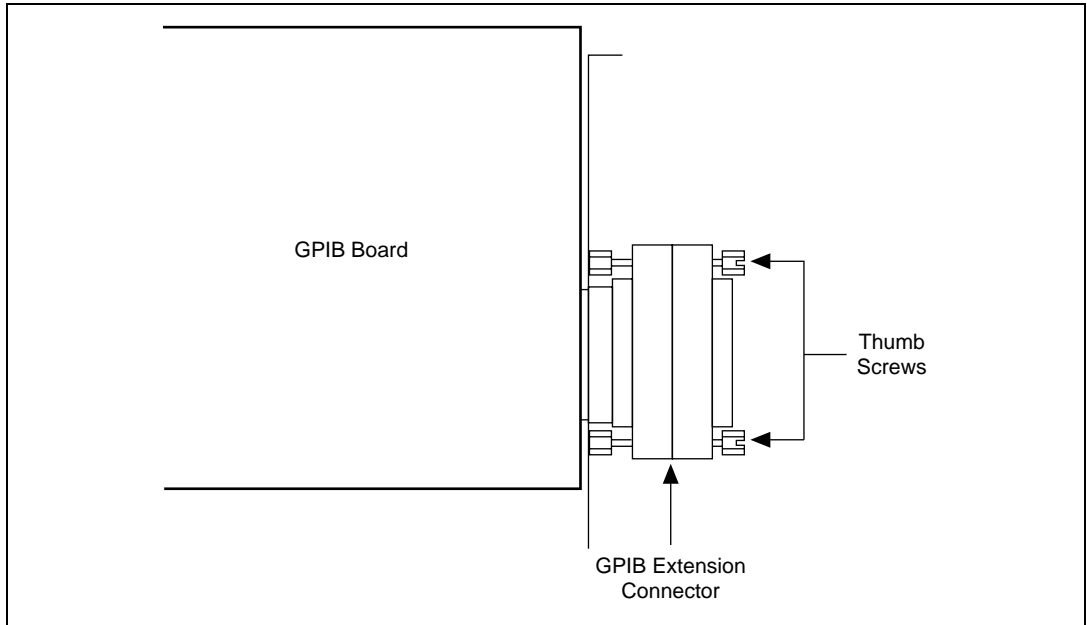 GPIB Board
Thumb
Screws
GPIB Extension
Connector